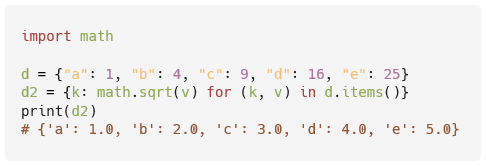 import math

d = {"a": 1, "b": 4, "c": 9, "d": 16, "e": 25}
d2 = {k: math.sqrt(v) for (k, v) in d.items()}
print(d2)
# {'a': 1.0, 'b': 2.0, 'c': 3.0, 'd': 4.0, 'e': 5.0}